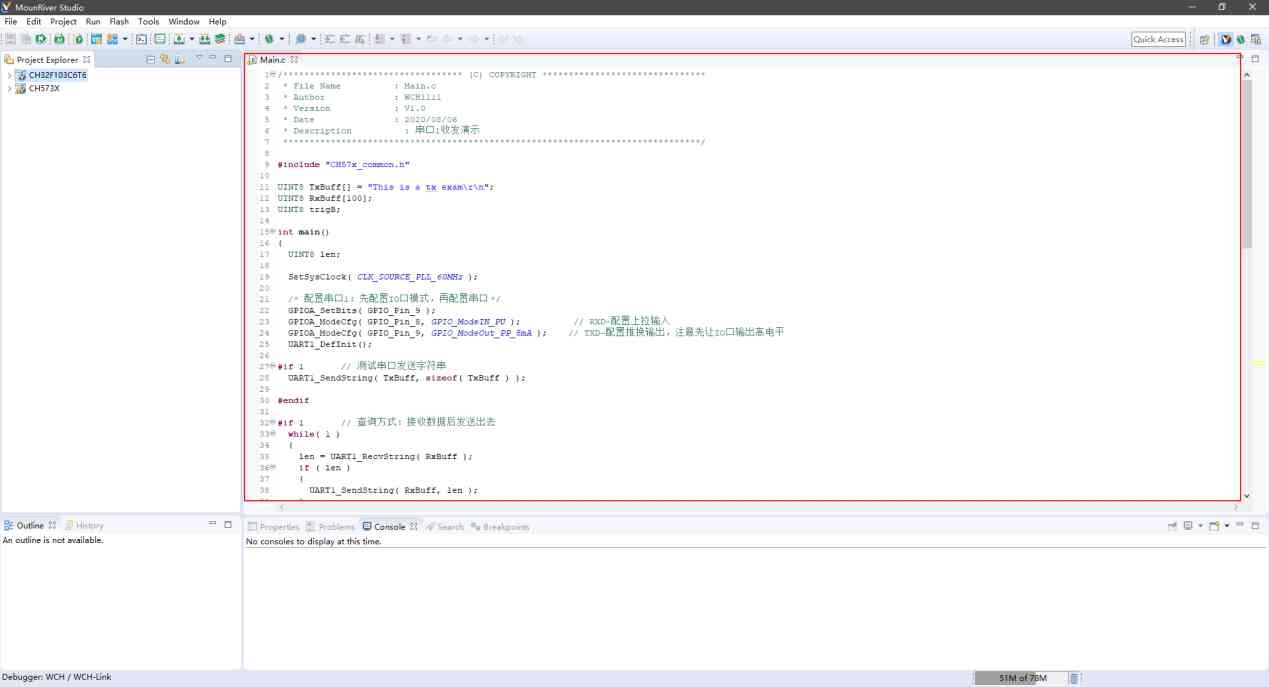 MounRiver Studio
File Edit Project Run Flash Tools Window Help
Quick Access
Project Explorer
CH32F103C6T6
CH573X
Main.c
1 /********************************** (C) COPYRIGHT *******************************
2 * File Name : Main.c
3 * Author : WCH1111
4 * Version : V1.0
5 * Date : 2020/08/06
6 * Description : 串口1收发演示
7 *******************************************************************************/
8
9 #include "CH57x_common.h"
10
11 UINT8 TxBuff[] = "This is a tx exam\r\n";
12 UINT8 RxBuff[100];
13 UINT8 trigB;
14
15 int main()
16 {
17 UINT8 len;
18
19 SetSysClock( CLK_SOURCE_PLL_60MHz );
20
21 /* 配置串口1：先配置IO口模式，再配置串口 */
22 GPIOA_SetBits( GPIO_Pin_9 );
23 GPIOA_ModeCfg( GPIO_Pin_8, GPIO_ModeIN_PU ); // RXD-配置上拉输入
24 GPIOA_ModeCfg( GPIO_Pin_9, GPIO_ModeOut_PP_5mA ); // TXD-配置推挽输出，注意先让IO口输出高电平
25 UART1_DefInit();
26
27 #if 1 // 测试串口发送字符串
28 UART1_SendString( TxBuff, sizeof( TxBuff ) );
29
30 #endif
31
32 #if 1 // 查询方式：接收数据后发送出去
33 while( 1 )
34 {
35 len = UART1_RecvString( RxBuff );
36 if ( len )
37 {
38 UART1_SendString( RxBuff, len );
Outline History
An outline is not available.
Properties Problems Console Search Breakpoints
No consoles to display at this time.
Debugger: WCH / WCH-Link
51M of 78M